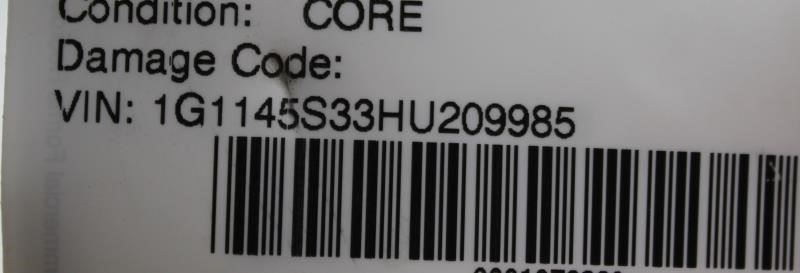 Condition: CORE
Damage Code:
VIN: 1G1145S33HU209985